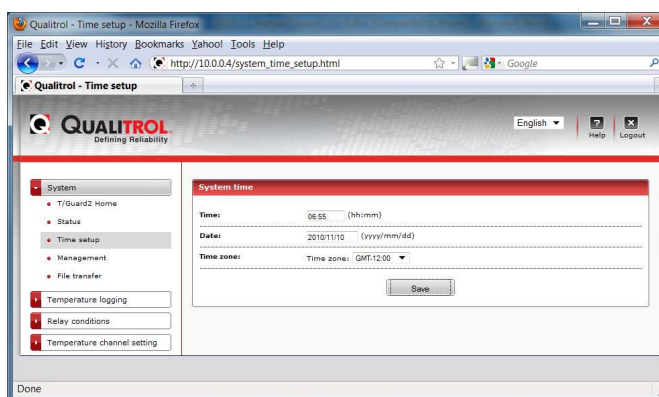 Qualitrol - Time setup - Mozilla Firefox
File Edit View History Bookmarks Yahoo! Tools Help
http://10.0.0.4/system_time_setup.html
Google
Qualitrol - Time setup
QUALITROL
Defining Reliability
English
Help Logout
System
T/Guard2 Home
Status
Time setup
Management
File transfer
Temperature logging
Relay conditions
Temperature channel setting
System time
Time: 06:55 (hh:mm)
Date: 2010/11/10 (yyyy/mm/dd)
Time zone: Time zone: GMT-12:00
Save
Done